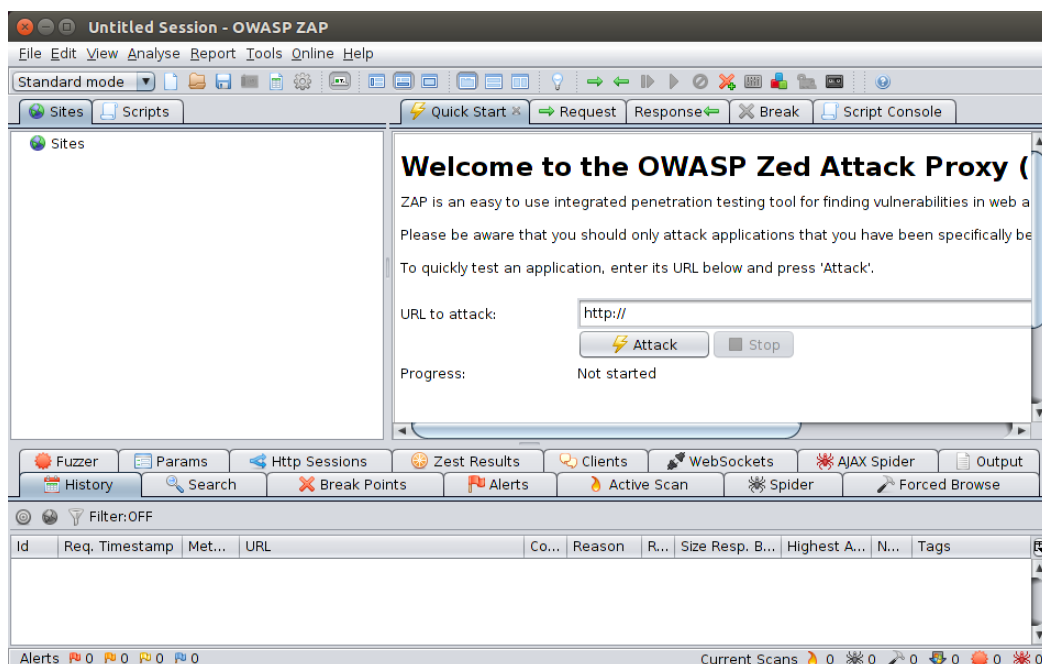 Untitled Session - OWASP ZAP
File Edit View Analyse Report Tools Online Help
Standard mode
Sites Scripts
Quick Start Request Response Break Script Console
Sites
Welcome to the OWASP Zed Attack Proxy (
ZAP is an easy to use integrated penetration testing tool for finding vulnerabilities in web a
Please be aware that you should only attack applications that you have been specifically be
To quickly test an application, enter its URL below and press 'Attack'.
URL to attack: http://
Attack Stop
Progress: Not started
Fuzzer Params Http Sessions Zest Results Clients WebSockets AJAX Spider Output
History Search Break Points Alerts Active Scan Spider Forced Browse
Filter:OFF
Id Req. Timestamp Met... URL Co... Reason R... Size Resp. B... Highest A... N... Tags
Alerts 0 0 0 0 Current Scans 0 0 0 0 0 0